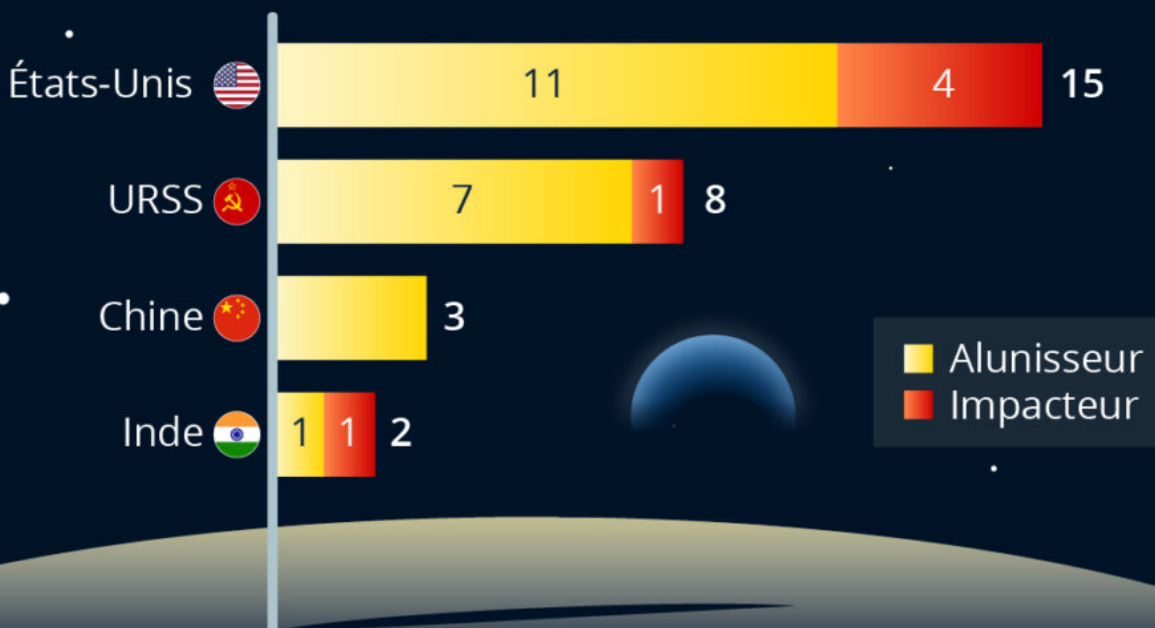 États-Unis 11 4 15
URSS 7 1 8
Chine 3
Alunisseur
Impacteur
Inde 1 1 2